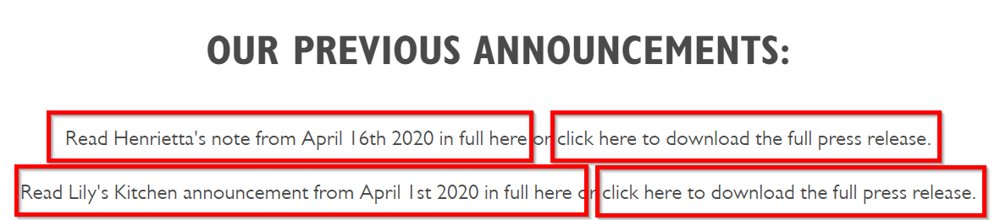 OUR PREVIOUS ANNOUNCEMENTS:
Read Henrietta's note from April 16th 2020 in full here or click here to download the full press release.
Read Lily's Kitchen announcement from April 1st 2020 in full here or click here to download the full press release.